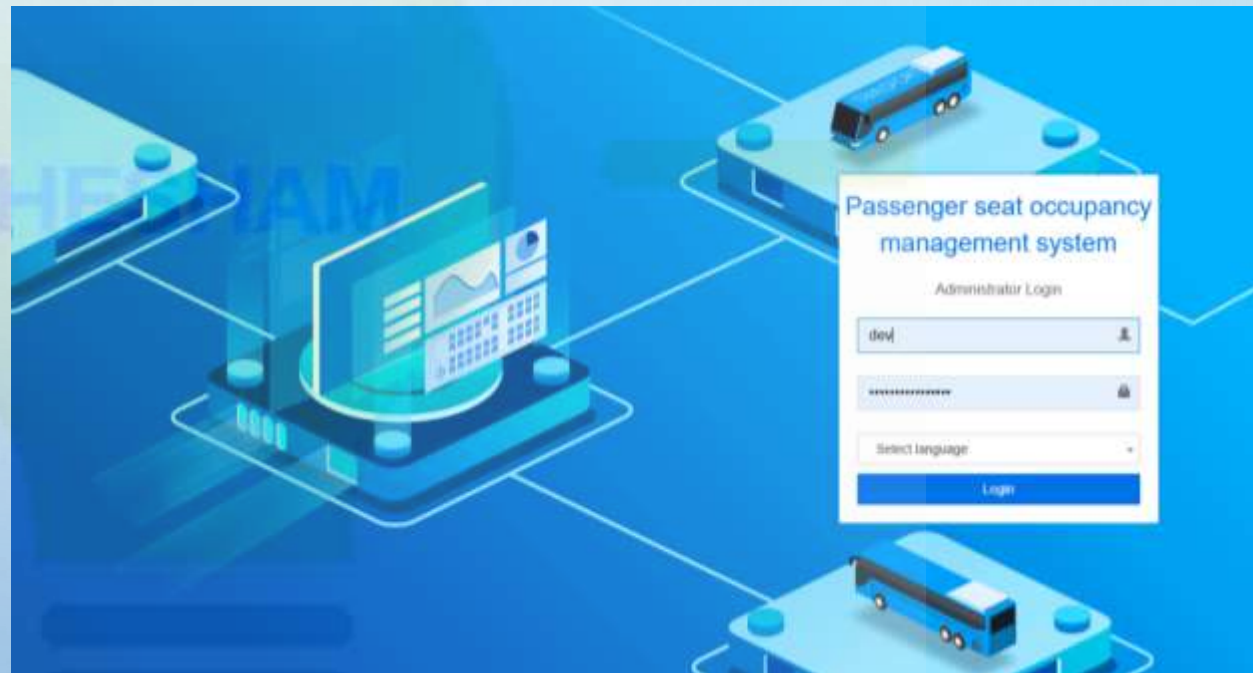 Passenger seat occupancy
management system
Administrator Login
dev
Select language
Login